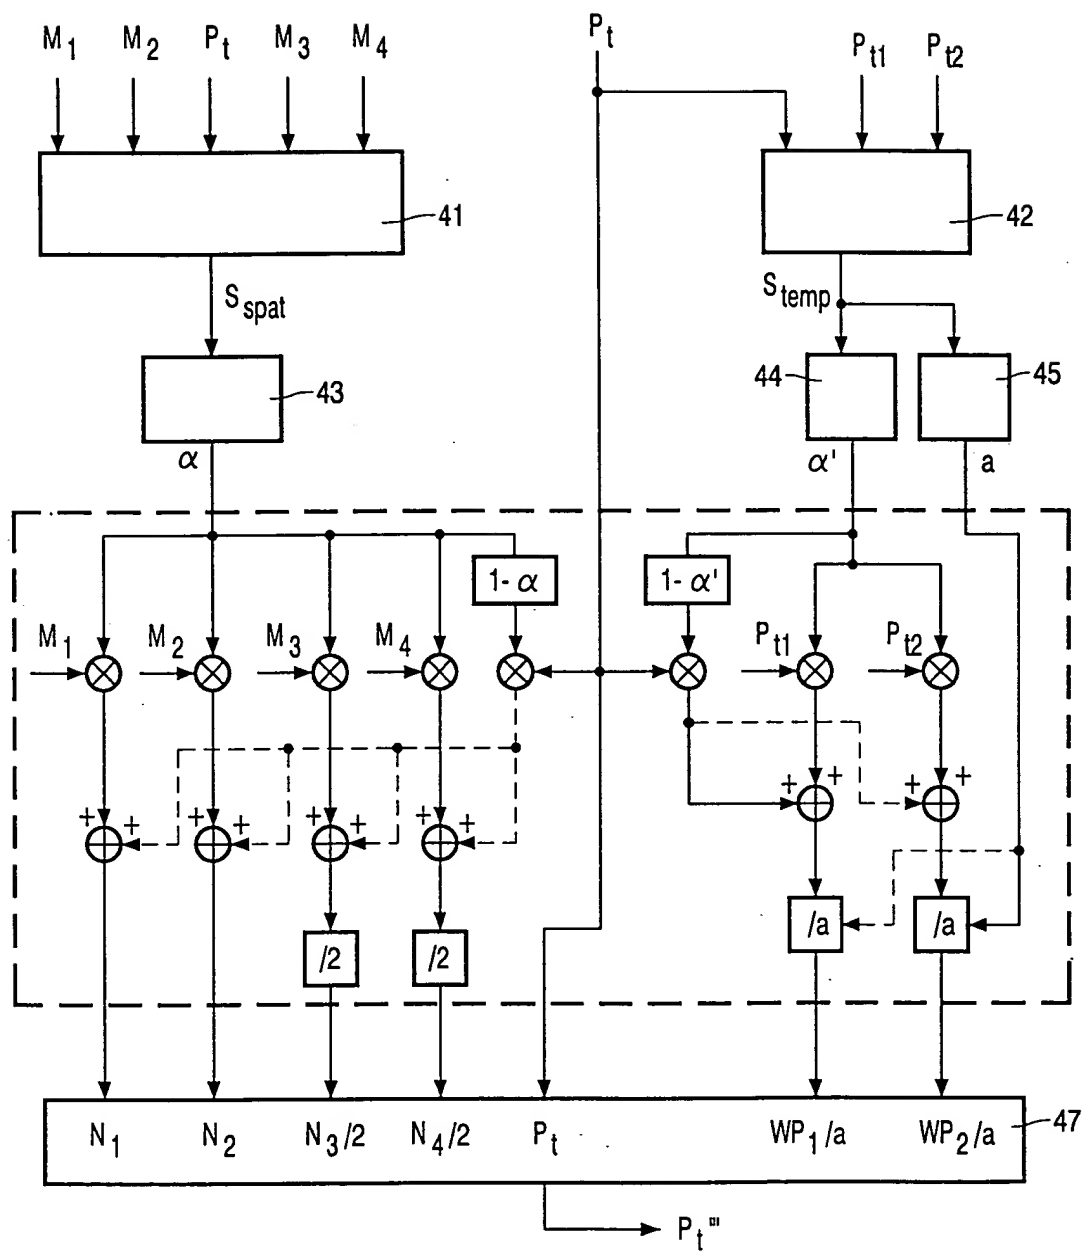 M1 M2 Pt M3 M4 Pt Pt1 Pt2
41 42
Sspat Stemp
43 44 45
α α' a
1-α 1-α'
M1 M2 M3 M4 Pt1 Pt2
+ + + +
+ + + + + + + +
/a /a
/2 /2
N1 N2 N3/2 N4/2 Pt WP1/a WP2/a 47
Pt'''